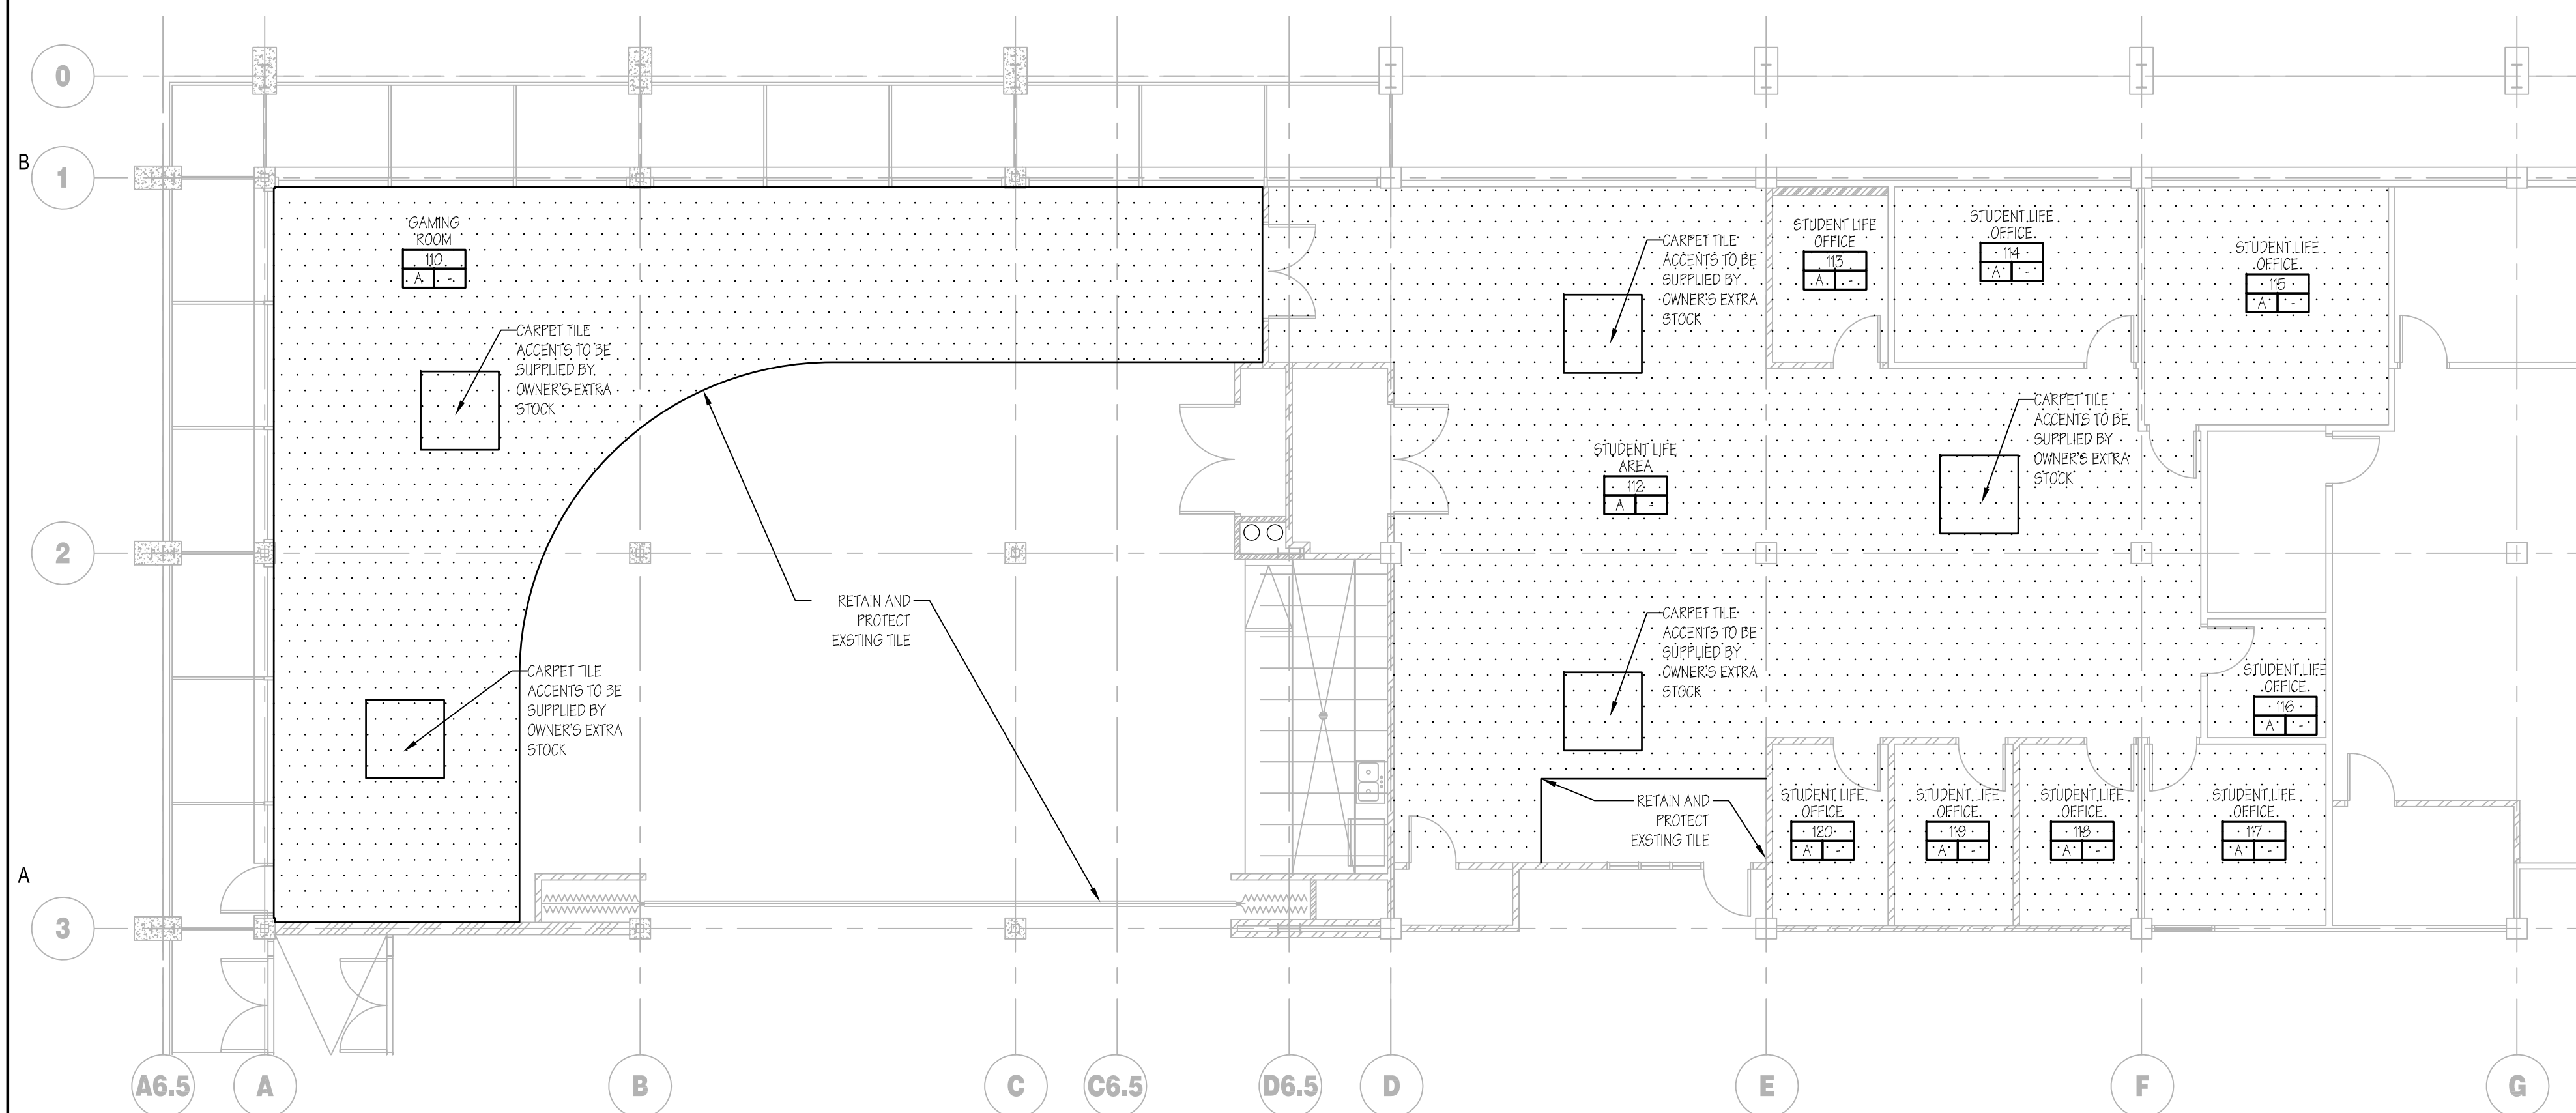 0
B
1
GAMING
ROOM
110
A -
CARPET TILE
ACCENTS TO BE
SUPPLIED BY
OWNER'S EXTRA
STOCK
CARPET TILE
ACCENTS TO BE
SUPPLIED BY
OWNER'S EXTRA
STOCK
STUDENT LIFE
OFFICE
113
A -
STUDENT LIFE
OFFICE
114
A -
STUDENT LIFE
OFFICE
115
A -
CARPET TILE
ACCENTS TO BE
SUPPLIED BY
OWNER'S EXTRA
STOCK
STUDENT LIFE
AREA
112
A -
2
RETAIN AND
PROTECT
EXSTING TILE
CARPET TILE
ACCENTS TO BE
SUPPLIED BY
OWNER'S EXTRA
STOCK
CARPET TILE
ACCENTS TO BE
SUPPLIED BY
OWNER'S EXTRA
STOCK
STUDENT LIFE
OFFICE
116
A -
RETAIN AND
PROTECT
EXISTING TILE
STUDENT LIFE
OFFICE
120
A -
STUDENT LIFE
OFFICE
119
A -
STUDENT LIFE
OFFICE
118
A -
STUDENT LIFE
OFFICE
117
A -
A
3
A6.5
A
B
C
C6.5
D6.5
D
E
F
G